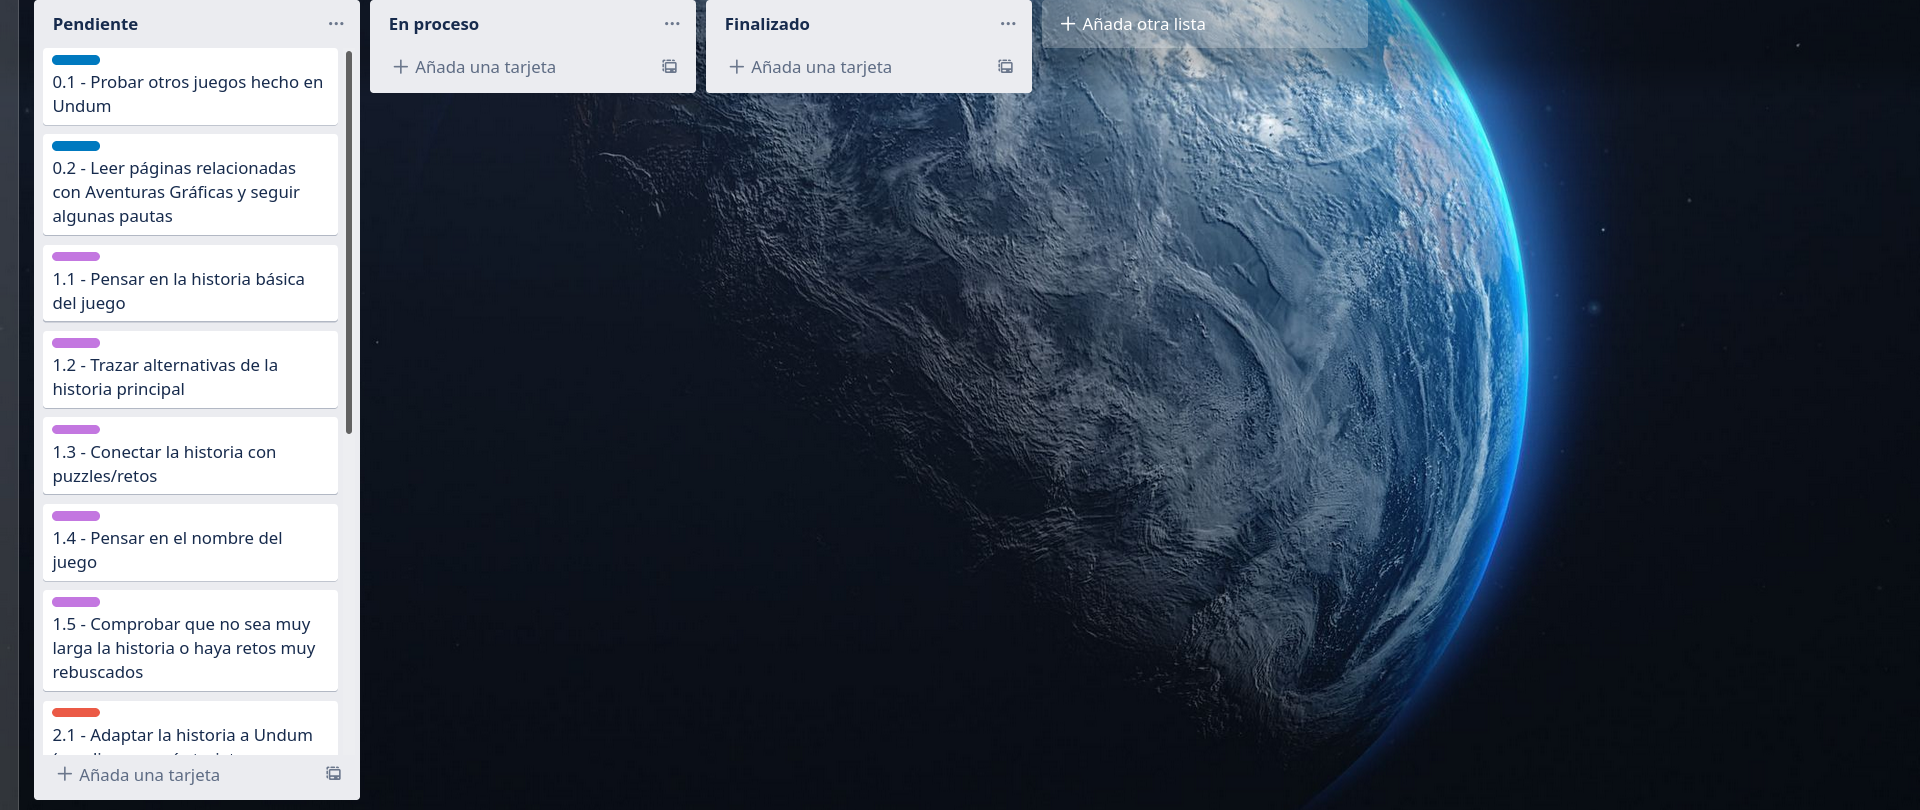 Pendiente
0.1 - Probar otros juegos hecho en
Undum
0.2 - Leer páginas relacionadas
con Aventuras Gráficas y seguir
algunas pautas
1.1 - Pensar en la historia básica
del juego
1.2 - Trazar alternativas de la
historia principal
1.3 - Conectar la historia con
puzzles/retos
1.4 - Pensar en el nombre del
juego
1.5 - Comprobar que no sea muy
larga la historia o haya retos muy
rebuscados
2.1 - Adaptar la historia a Undum
Añada una tarjeta
En proceso
Añada una tarjeta
Finalizado
Añada una tarjeta
Añada otra lista